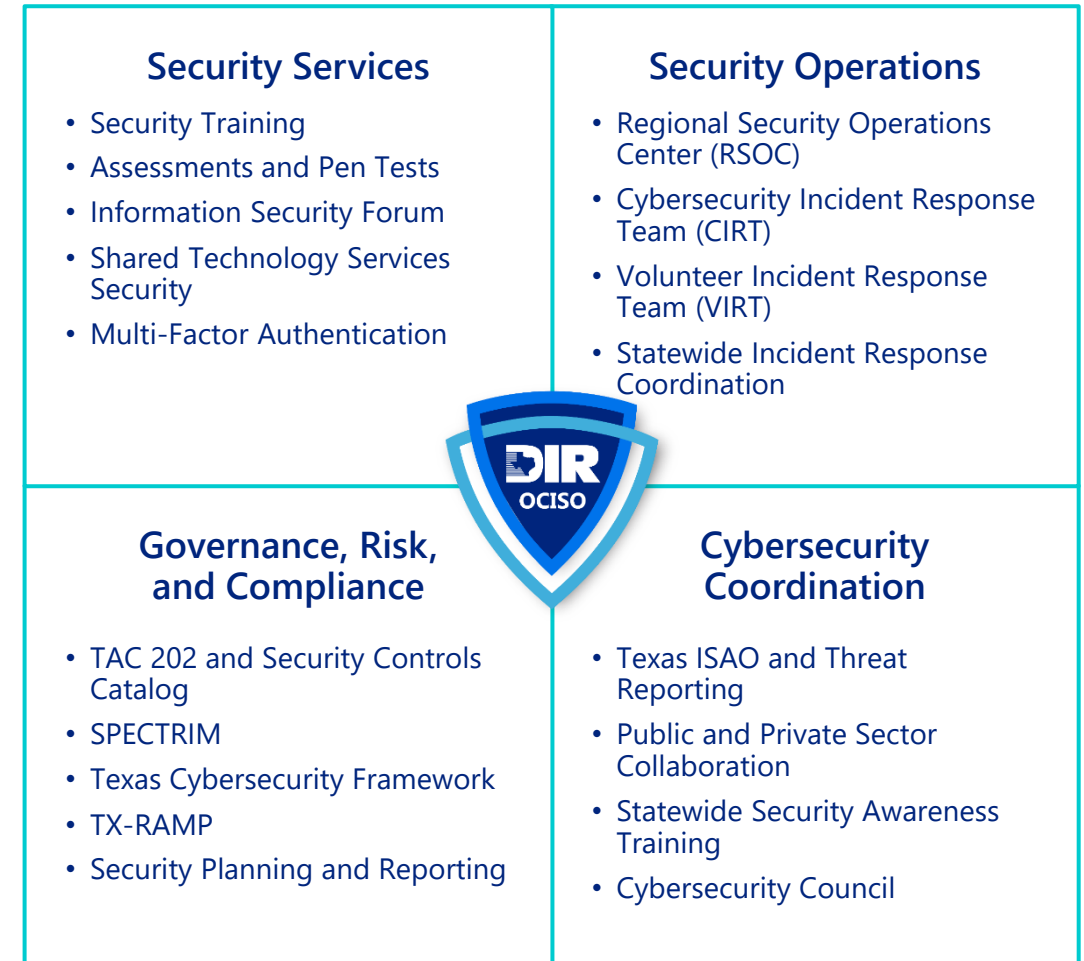 Security Services
• Security Training
• Assessments and Pen Tests
• Information Security Forum
• Shared Technology Services
Security
• Multi-Factor Authentication
Security Operations
• Regional Security Operations
Center (RSOC)
• Cybersecurity Incident Response
Team (CIRT)
• Volunteer Incident Response
Team (VIRT)
• Statewide Incident Response
Coordination
DIR
OCISO
Governance, Risk,
and Compliance
• TAC 202 and Security Controls
Catalog
• SPECTRIM
• Texas Cybersecurity Framework
• TX-RAMP
• Security Planning and Reporting
Cybersecurity
Coordination
• Texas ISAO and Threat
Reporting
• Public and Private Sector
Collaboration
• Statewide Security Awareness
Training
• Cybersecurity Council